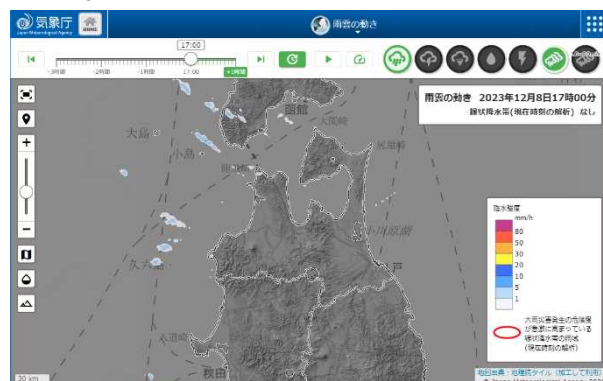 気象庁
Japan Meteorological Agency
HOME
雨雲の動き
17:00
-3時間
-2時間
-1時間
17:00
+1時間
雨雲の動き 2023年12月8日17時00分
線状降水帯(現在時刻の解析) なし
函館
大間崎
尻屋崎
大島
小島
小川原湖
久六島
秋田
降水強度
mm/h
80
50
30
20
10
5
1
大雨災害発生の危険度
が急激に高まっている
線状降水帯の雨域
(現在時刻の解析)
30 km
地図出典:地理院タイル (加工して利用)